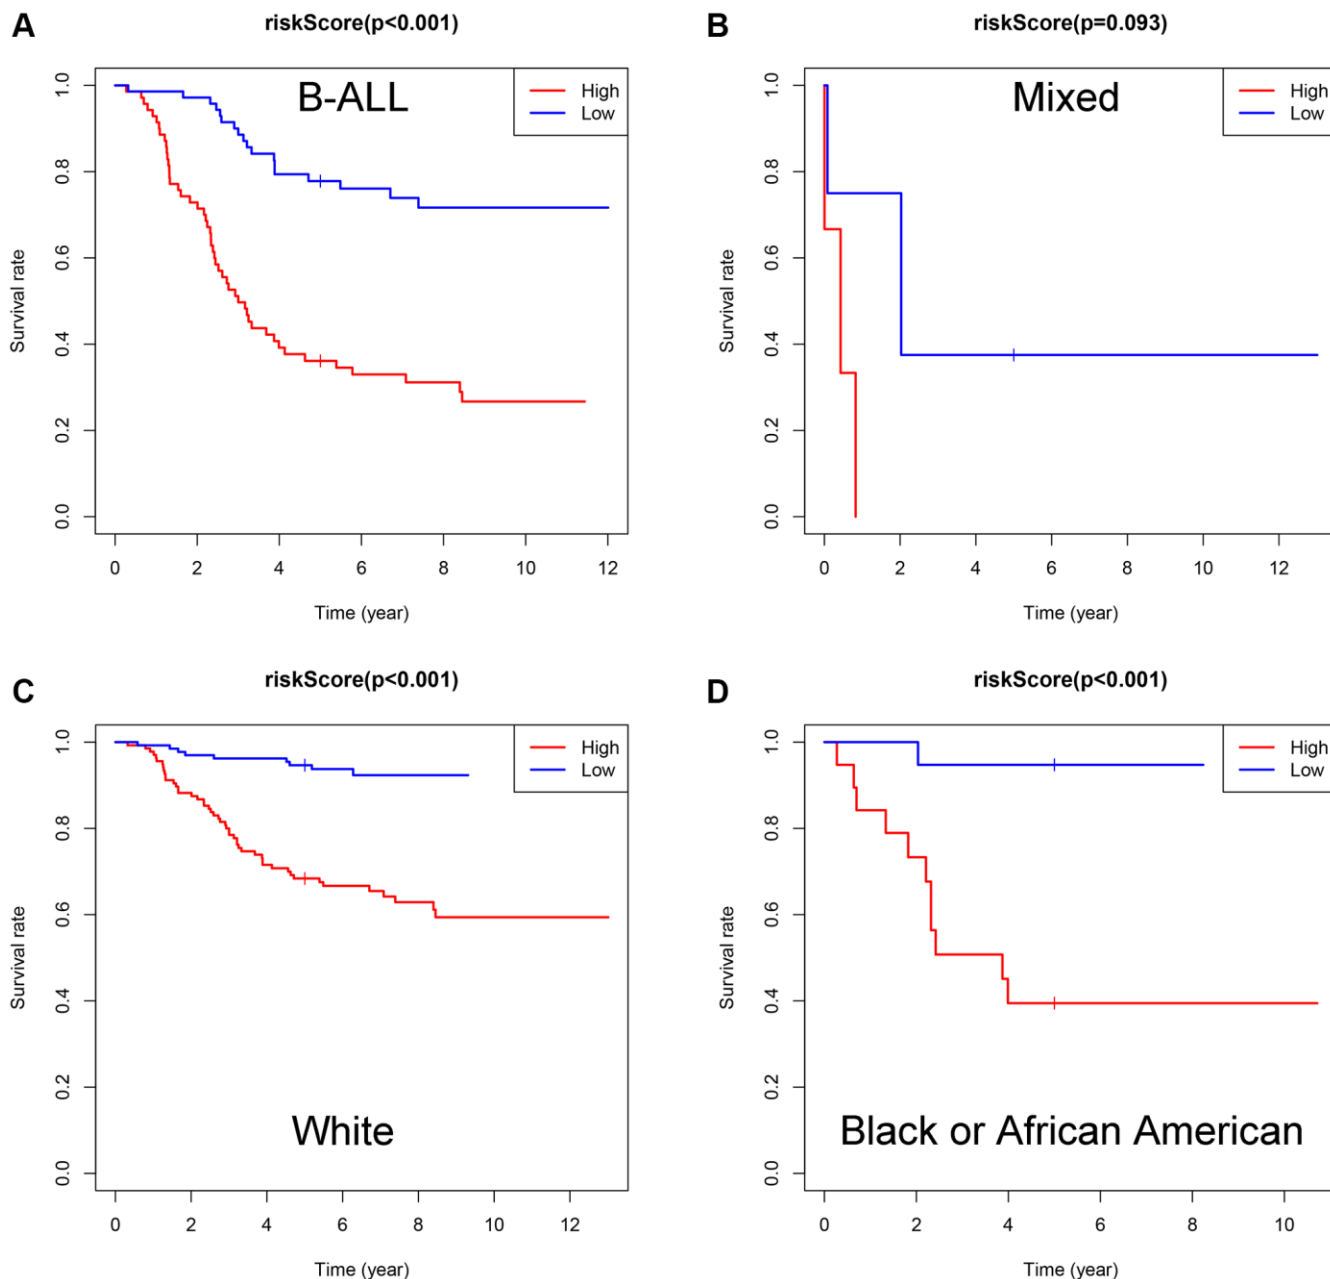 A
riskScore(p<0.001)
B-ALL
High
Low
Survival rate
1.0
0.8
0.6
0.4
0.2
0.0
0 2 4 6 8 10 12
Time (year)
B
riskScore(p=0.093)
Mixed
High
Low
Survival rate
1.0
0.8
0.6
0.4
0.2
0.0
0 2 4 6 8 10 12
Time (year)
C
riskScore(p<0.001)
High
Low
Survival rate
1.0
0.8
0.6
0.4
0.2
0.0
White
0 2 4 6 8 10 12
Time (year)
D
riskScore(p<0.001)
High
Low
Survival rate
1.0
0.8
0.6
0.4
0.2
0.0
Black or African American
0 2 4 6 8 10
Time (year)